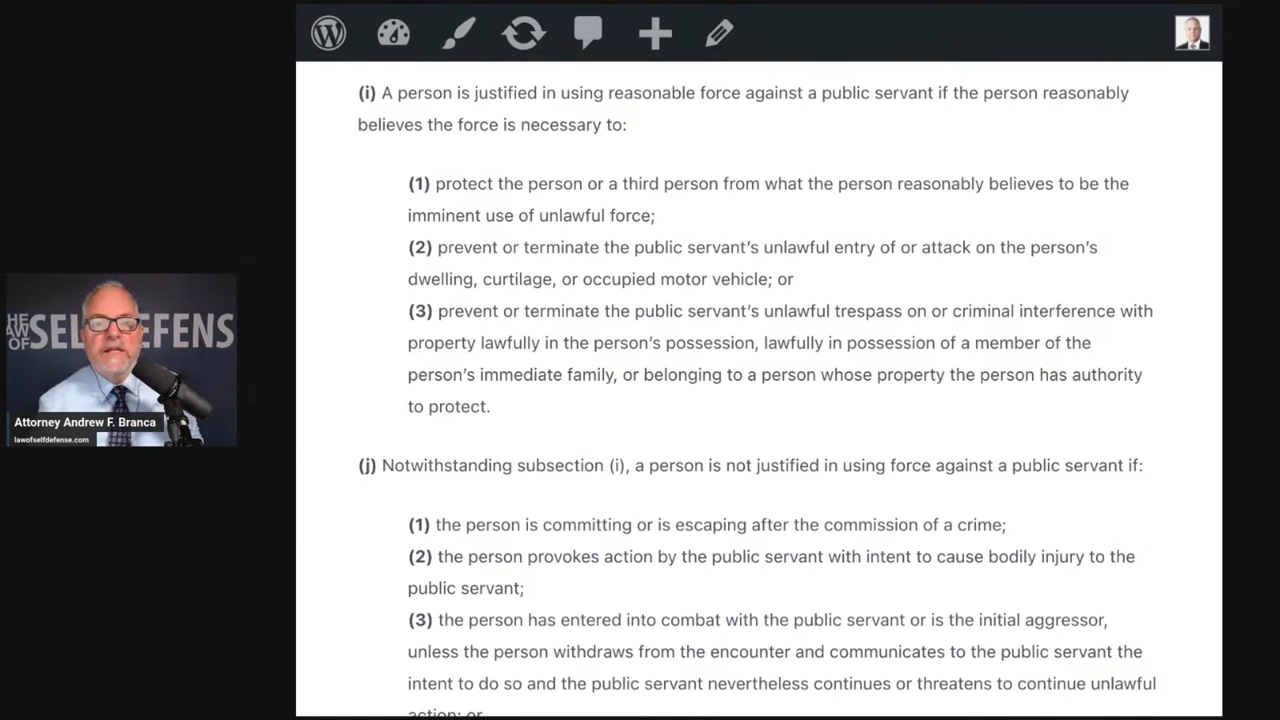 (i) A person is justified in using reasonable force against a public servant if the person reasonably
believes the force is necessary to:
(1) protect the person or a third person from what the person reasonably believes to be the
imminent use of unlawful force;
(2) prevent or terminate the public servant's unlawful entry of or attack on the person's
dwelling, curtilage, or occupied motor vehicle; or
(3) prevent or terminate the public servant's unlawful trespass on or criminal interference with
property lawfully in the person's possession, lawfully in possession of a member of the
person's immediate family, or belonging to a person whose property the person has authority
to protect.
(j) Notwithstanding subsection (i), a person is not justified in using force against a public servant if:
(1) the person is committing or is escaping after the commission of a crime;
(2) the person provokes action by the public servant with intent to cause bodily injury to the
public servant;
(3) the person has entered into combat with the public servant or is the initial aggressor,
unless the person withdraws from the encounter and communicates to the public servant the
intent to do so and the public servant nevertheless continues or threatens to continue unlawful
action; or
HE
AW
OF
SEL EFENS
Attorney Andrew F. Branca
lawofselfdefense.com